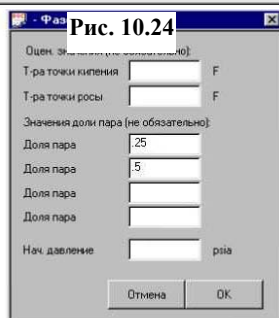 - Фаз
Рис. 10.24
Оцен. значения (не обязательно):
Т-ра точки кипения F
Т-ра точки росы F
Значения доли пара (не обязательно):
Доля пара .25
Доля пара .5
Доля пара
Доля пара
Нач. давление psia
Отмена OK